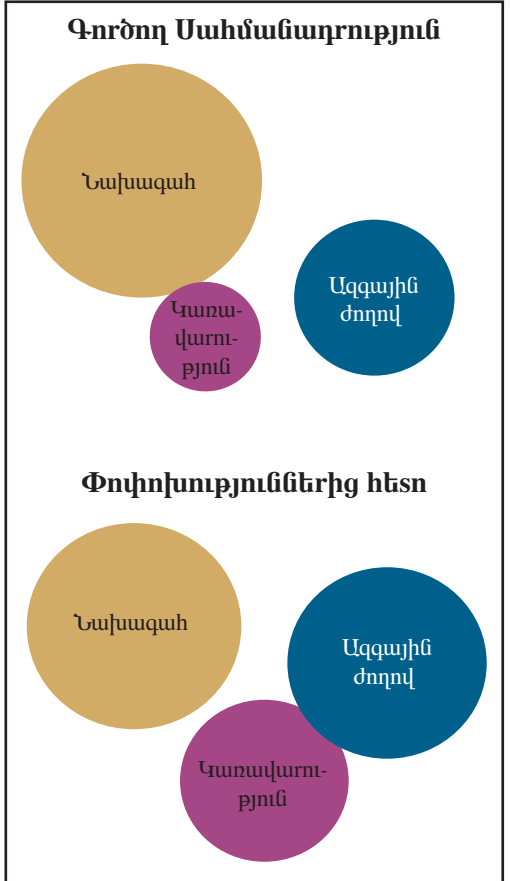 Գործող Սահմանադրություն
Նախագահ
Ազգային
ժողով
Կառա-
վարու-
թյուն
Փոփոխություններից հետո
Նախագահ
Ազգային
ժողով
Կառավարու-
թյուն